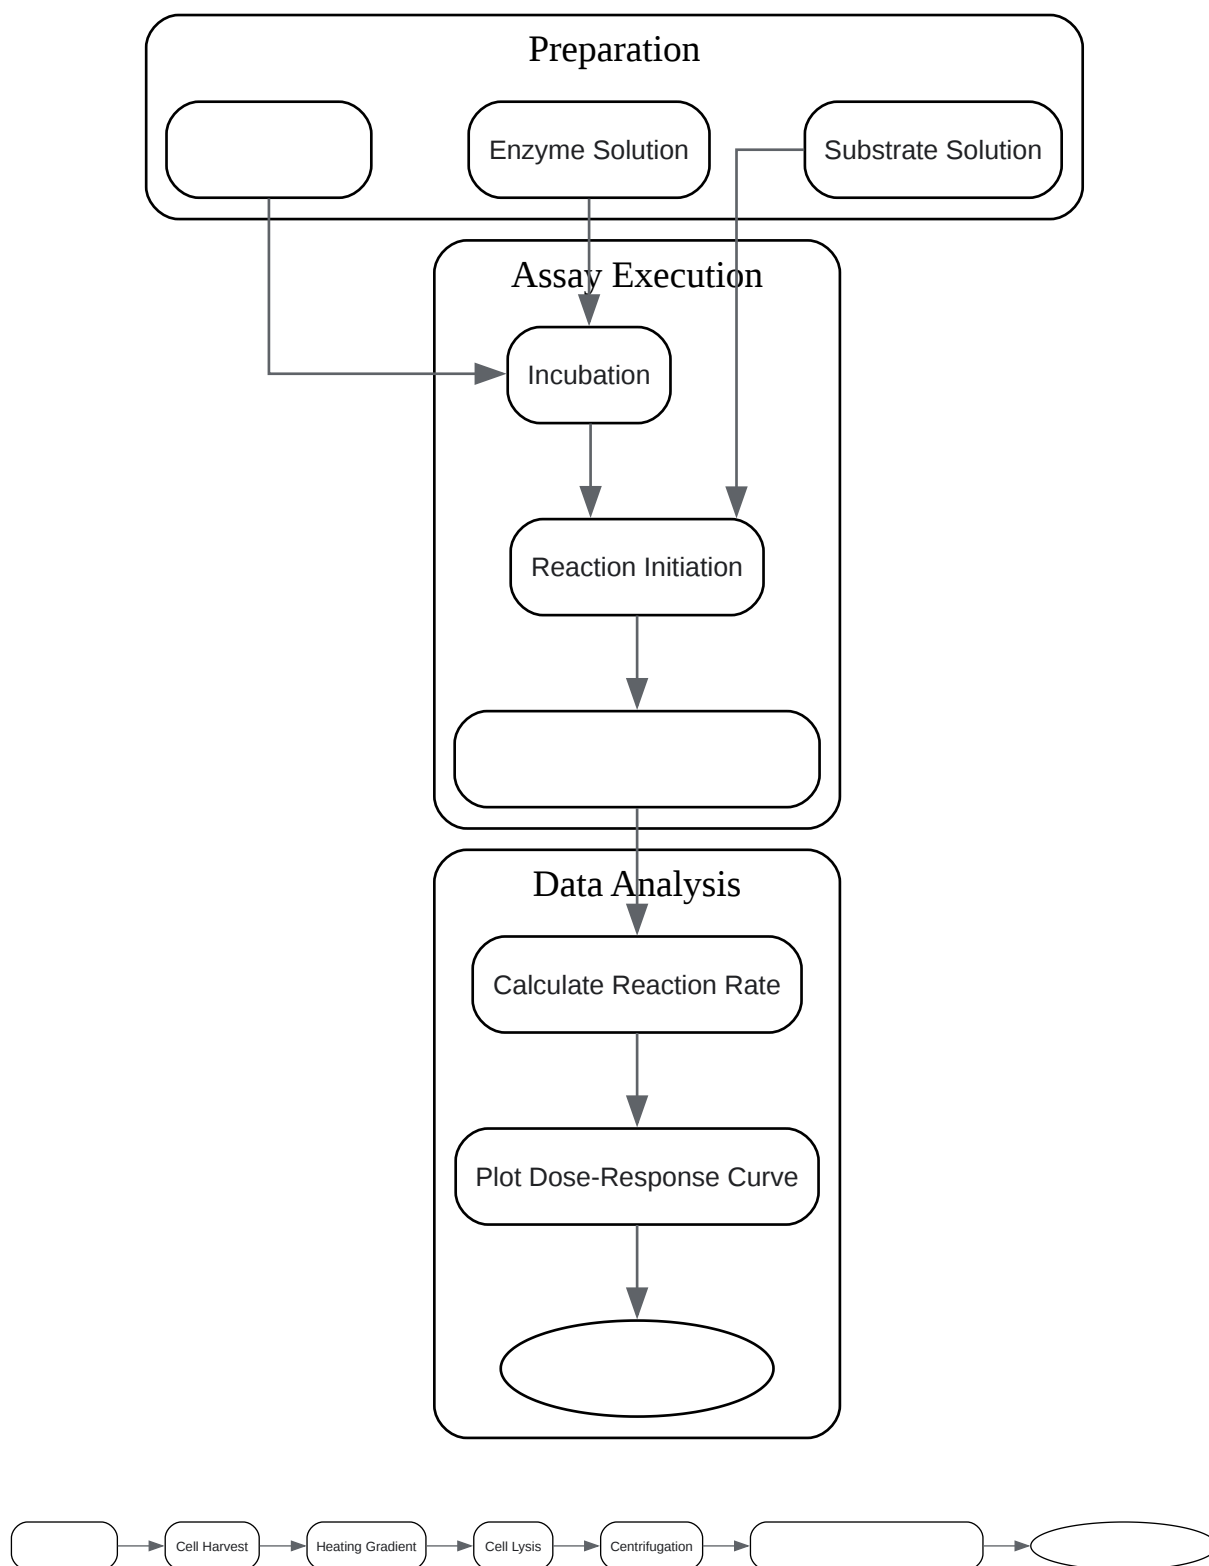 Preparation
Enzyme Solution
Substrate Solution
Assay Execution
Incubation
Reaction Initiation
Data Analysis
Calculate Reaction Rate
Plot Dose-Response Curve
Cell Harvest
Heating Gradient
Cell Lysis
Centrifugation